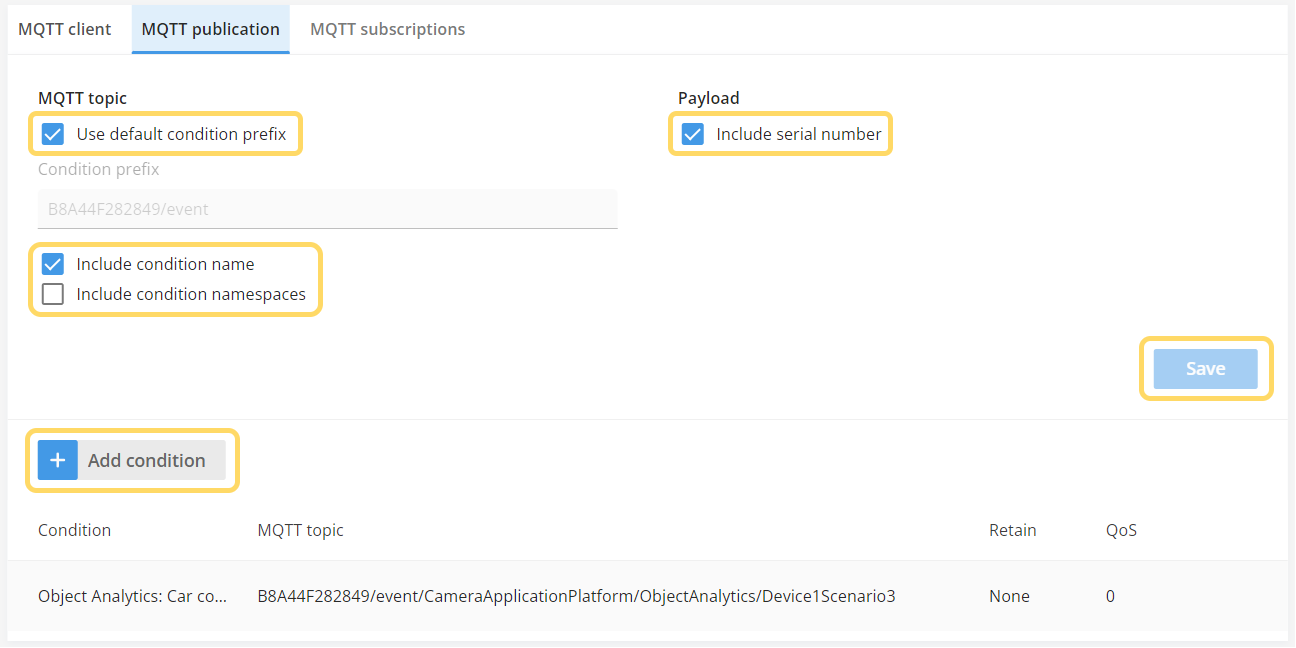 MQTT client MQTT publication MQTT subscriptions
MQTT topic
Use default condition prefix
Condition prefix
B8A44F282849/event
Include condition name
Include condition namespaces
Payload
Include serial number
Save
+ Add condition
Condition MQTT topic Retain QoS
Object Analytics: Car co... B8A44F282849/event/CameraApplicationPlatform/ObjectAnalytics/Device1Scenario3 None 0